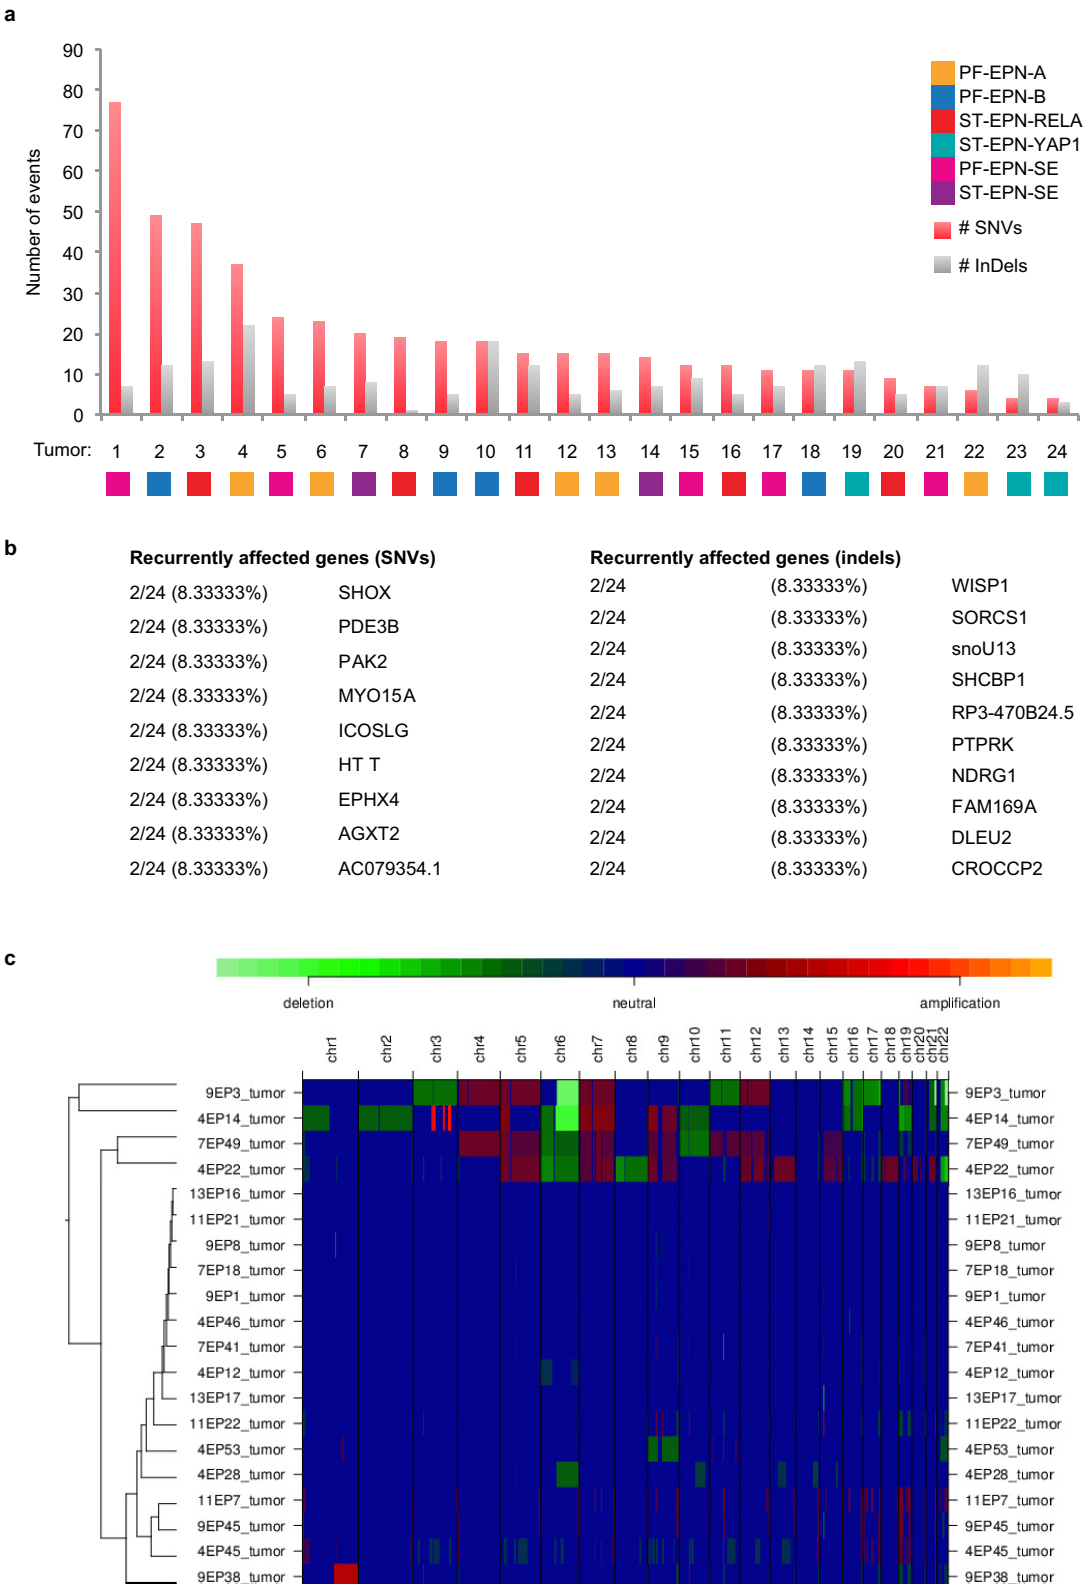 a
90
80
70
60
50
40
30
20
10
0
Number of events
PF-EPN-A
PF-EPN-B
ST-EPN-RELA
ST-EPN-YAP1
PF-EPN-SE
ST-EPN-SE
# SNVs
# InDels
Tumor: 1 2 3 4 5 6 7 8 9 10 11 12 13 14 15 16 17 18 19 20 21 22 23 24
b
Recurrently affected genes (SNVs)
2/24 (8.33333%) SHOX
2/24 (8.33333%) PDE3B
2/24 (8.33333%) PAK2
2/24 (8.33333%) MYO15A
2/24 (8.33333%) ICOSLG
2/24 (8.33333%) HT T
2/24 (8.33333%) EPHX4
2/24 (8.33333%) AGXT2
2/24 (8.33333%) AC079354.1
Recurrently affected genes (indels)
2/24 (8.33333%) WISP1
2/24 (8.33333%) SORCS1
2/24 (8.33333%) snoU13
2/24 (8.33333%) SHCBP1
2/24 (8.33333%) RP3-470B24.5
2/24 (8.33333%) PTPRK
2/24 (8.33333%) NDRG1
2/24 (8.33333%) FAM169A
2/24 (8.33333%) DLEU2
2/24 (8.33333%) CROCCP2
c
deletion neutral amplification
chr1 chr2 chr3 chr4 chr5 chr6 chr7 chr8 chr9 chr10 chr11 chr12 chr13 chr14 chr15 chr16 chr17 chr18 chr19 chr20 chr21 chr22
9EP3_tumor 9EP3_tumor
4EP14_tumor 4EP14_tumor
7EP49_tumor 7EP49_tumor
4EP22_tumor 4EP22_tumor
13EP16_tumor 13EP16_tumor
11EP21_tumor 11EP21_tumor
9EP8_tumor 9EP8_tumor
7EP18_tumor 7EP18_tumor
9EP1_tumor 9EP1_tumor
4EP46_tumor 4EP46_tumor
7EP41_tumor 7EP41_tumor
4EP12_tumor 4EP12_tumor
13EP17_tumor 13EP17_tumor
11EP22_tumor 11EP22_tumor
4EP53_tumor 4EP53_tumor
4EP28_tumor 4EP28_tumor
11EP7_tumor 11EP7_tumor
9EP45_tumor 9EP45_tumor
4EP45_tumor 4EP45_tumor
9EP38_tumor 9EP38_tumor